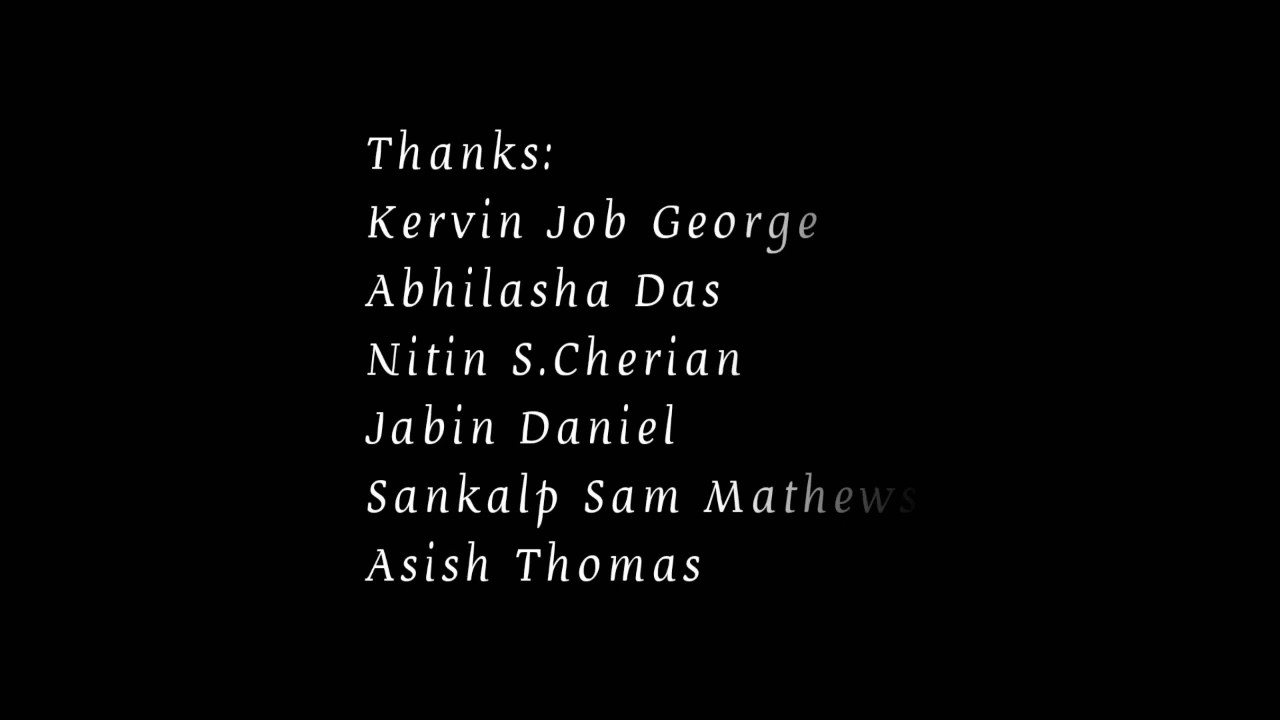 Thanks:
Kervin Job George
Abhilasha Das
Nitin S.Cherian
Jabin Daniel
Sankalp Sam Mathews
Asish Thomas